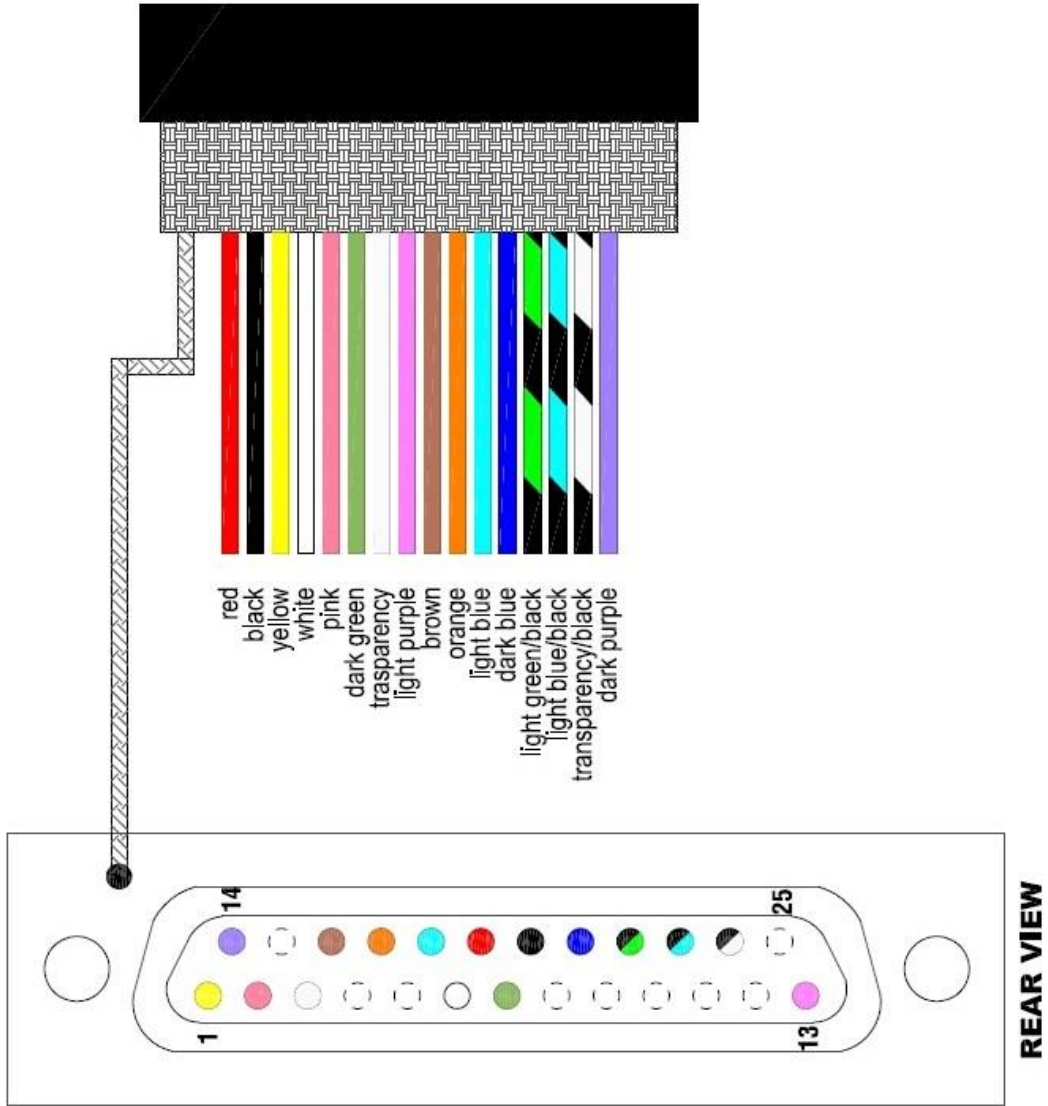 red
black
yellow
white
pink
dark green
trasparency
light purple
brown
orange
light blue
dark blue
light green/black
light blue/black
transparency/black
dark purple
14
25
1
13
REAR VIEW